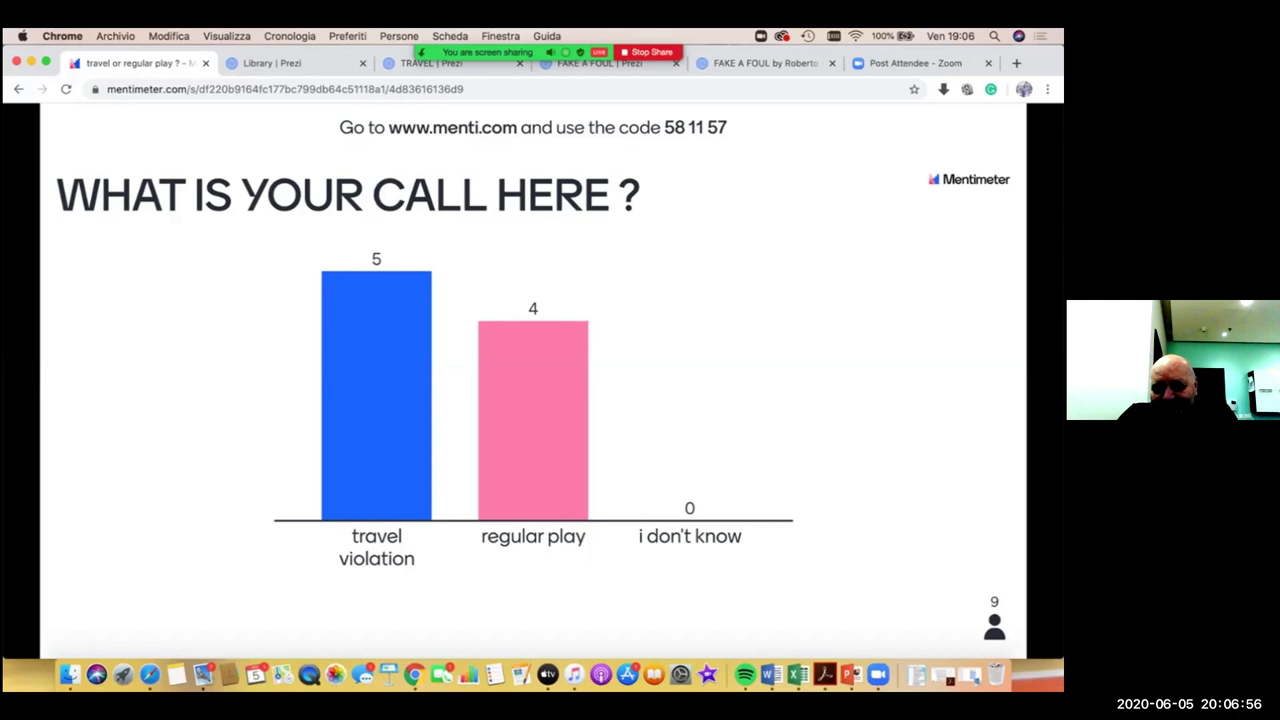 Chrome Archivio Modifica Visualizza Cronologia Preferiti Persone Scheda Finestra Guida 100% Ven 19:06
You are screen sharing LIVE Stop Share
travel or regular play ? - M Library | Prezi TRAVEL | Prezi FAKE A FOUL | Prezi FAKE A FOUL by Roberto Post Attendee - Zoom
mentimeter.com/s/df220b9164fc177bc799db64c51118a1/4d83616136d9
Go to www.menti.com and use the code 58 11 57
WHAT IS YOUR CALL HERE ?
Mentimeter
5
4
0
travel
violation
regular play
i don't know
9
2020-06-05 20:06:56